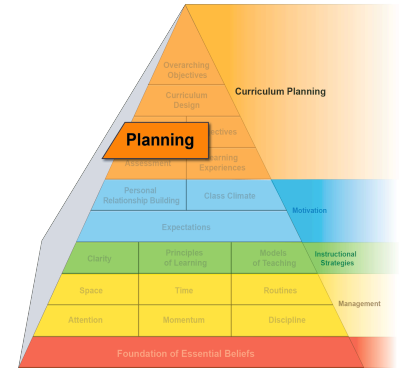 Overarching
Objectives
Curriculum Planning
Curriculum
Design
Planning
Assessment
Experiences
Personal
Relationship Building
Class Climate
Motivation
Expectations
Clarity
Principles
of Learning
Models
of Teaching
Instructional
Strategies
Space
Time
Routines
Management
Attention
Momentum
Discipline
Foundation of Essential Beliefs